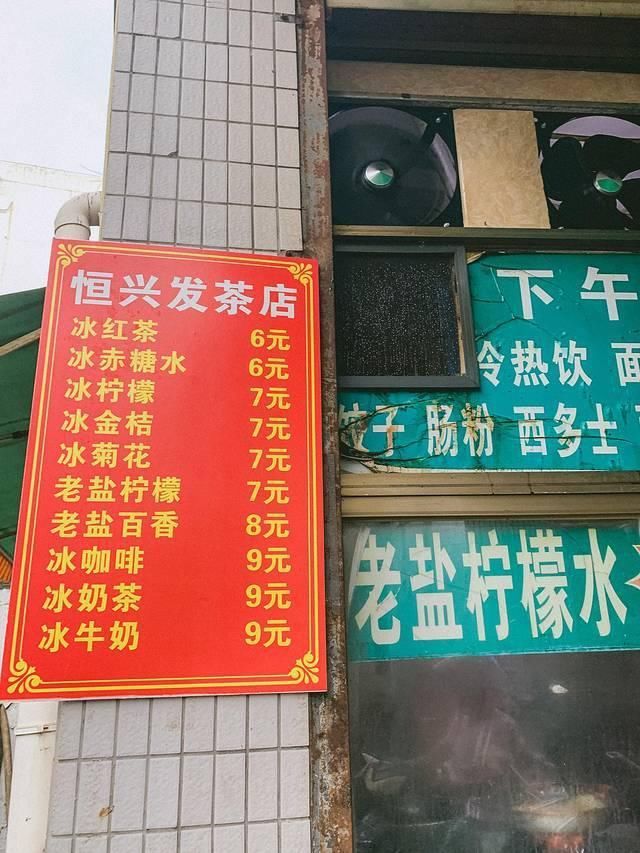 恒兴发茶店
冰红茶 6元
冰赤糖水 6元
冰柠檬 7元
冰金桔 7元
冰菊花 7元
老盐柠檬 7元
老盐百香 8元
冰咖啡 9元
冰奶茶 9元
冰牛奶 9元
下午
冷热饮 面
饺子 肠粉 西多士
老盐柠檬水